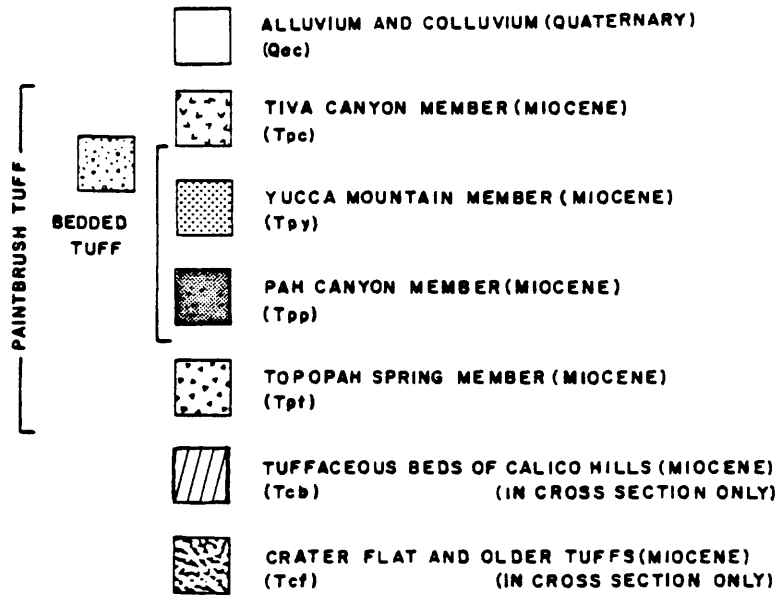 ALLUVIUM AND COLLUVIUM (QUATERNARY)
(Qac)
TIVA CANYON MEMBER (MIOCENE)
(Tpc)
YUCCA MOUNTAIN MEMBER (MIOCENE)
(Tpy)
PAH CANYON MEMBER (MIOCENE)
(Tpp)
TOPOPAH SPRING MEMBER (MIOCENE)
(Tpt)
TUFFACEOUS BEDS OF CALICO HILLS (MIOCENE)
(Tcb) (IN CROSS SECTION ONLY)
CRATER FLAT AND OLDER TUFFS (MIOCENE)
(Tcf) (IN CROSS SECTION ONLY)
BEDDED
TUFF
PAINTBRUSH TUFF